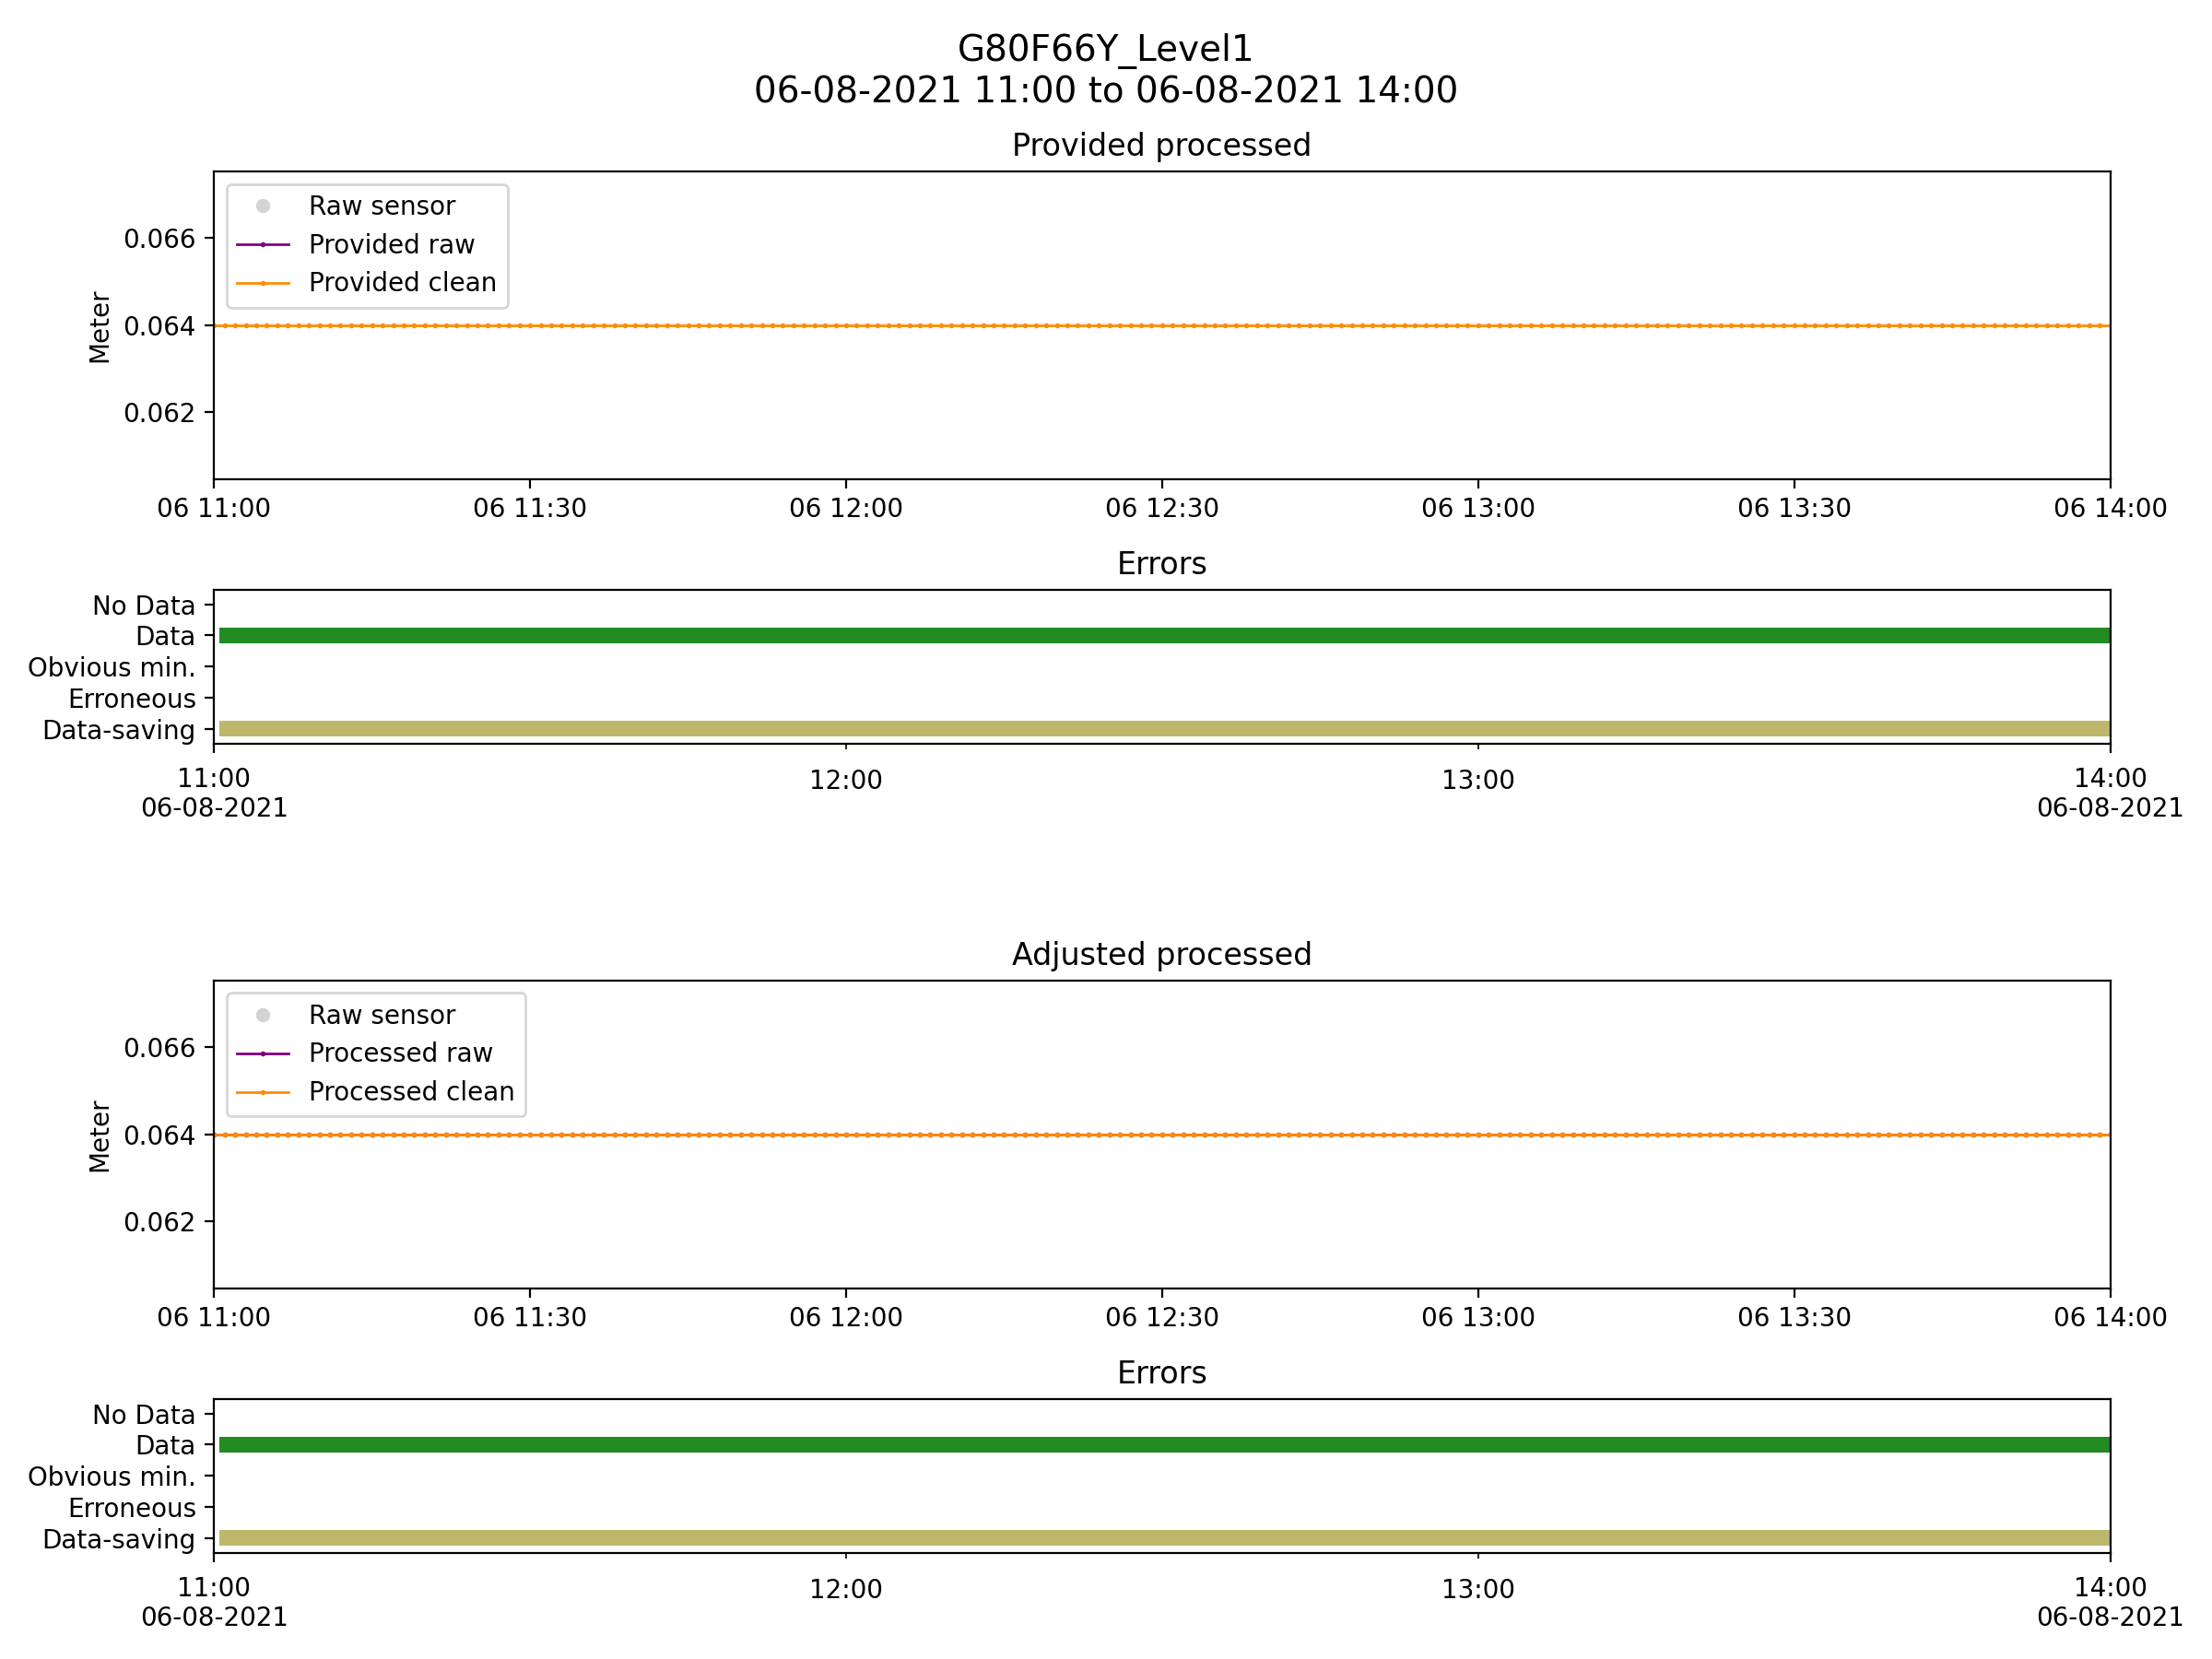 G80F66Y_Level1
06-08-2021 11:00 to 06-08-2021 14:00
Provided processed
Raw sensor
Provided raw
Provided clean
Meter
0.066
0.064
0.062
06 11:00 06 11:30 06 12:00 06 12:30 06 13:00 06 13:30 06 14:00
Errors
No Data
Data
Obvious min.
Erroneous
Data-saving
11:00 12:00 13:00 14:00
06-08-2021 06-08-2021
Adjusted processed
Raw sensor
Processed raw
Processed clean
Meter
0.066
0.064
0.062
06 11:00 06 11:30 06 12:00 06 12:30 06 13:00 06 13:30 06 14:00
Errors
No Data
Data
Obvious min.
Erroneous
Data-saving
11:00 12:00 13:00 14:00
06-08-2021 06-08-2021